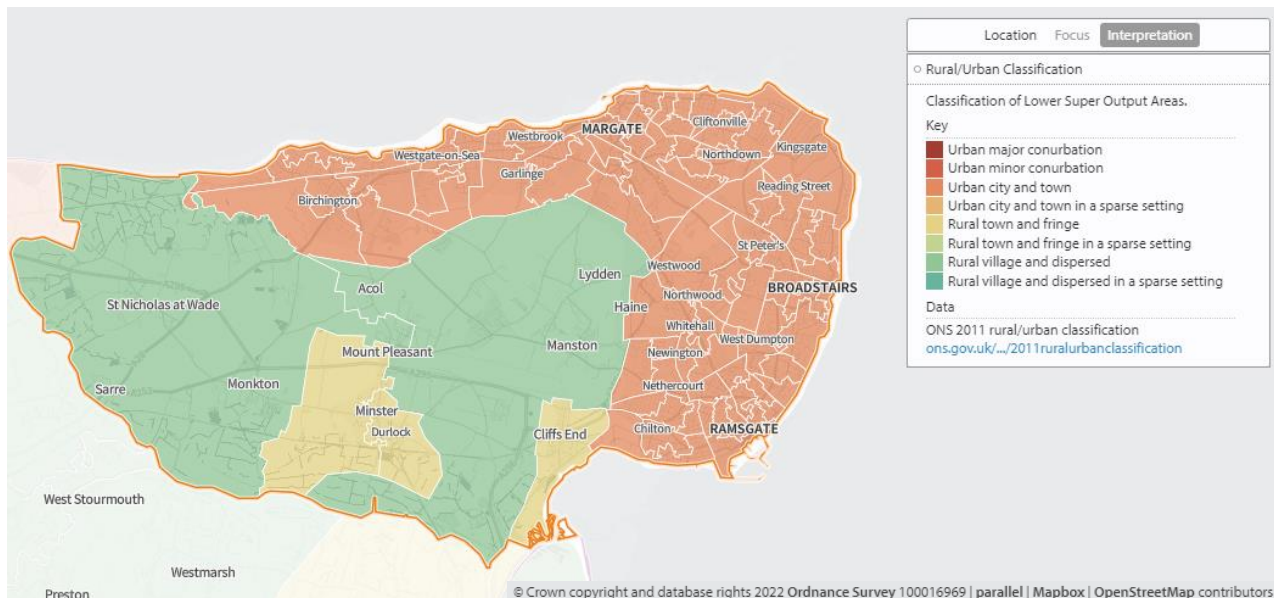 Location Focus Interpretation
Rural/Urban Classification
Classification of Lower Super Output Areas.
Key
Urban major conurbation
Urban minor conurbation
Urban city and town
Urban city and town in a sparse setting
Rural town and fringe
Rural town and fringe in a sparse setting
Rural village and dispersed
Rural village and dispersed in a sparse setting
Data
ONS 2011 rural/urban classification
ons.gov.uk/.../2011ruralurbanclassification
Cliftonville
MARGATE
Westbrook
Kingsgate
Westgate-on-Sea
Northdown
Garlinge
Reading Street
Birchington
St Peter's
Westwood
Lydden
Acol
BROADSTAIRS
Northwood
St Nicholas at Wade
Haine
Whitehall
West Dumpton
Manston
Mount Pleasant
Newington
Monkton
Nethercourt
Sarre
Minster
Chilton
RAMSGATE
Durlock
Cliffs End
West Stourmouth
Westmarsh
Preston
© Crown copyright and database rights 2022 Ordnance Survey 100016969 | parallel | Mapbox | OpenStreetMap contributors